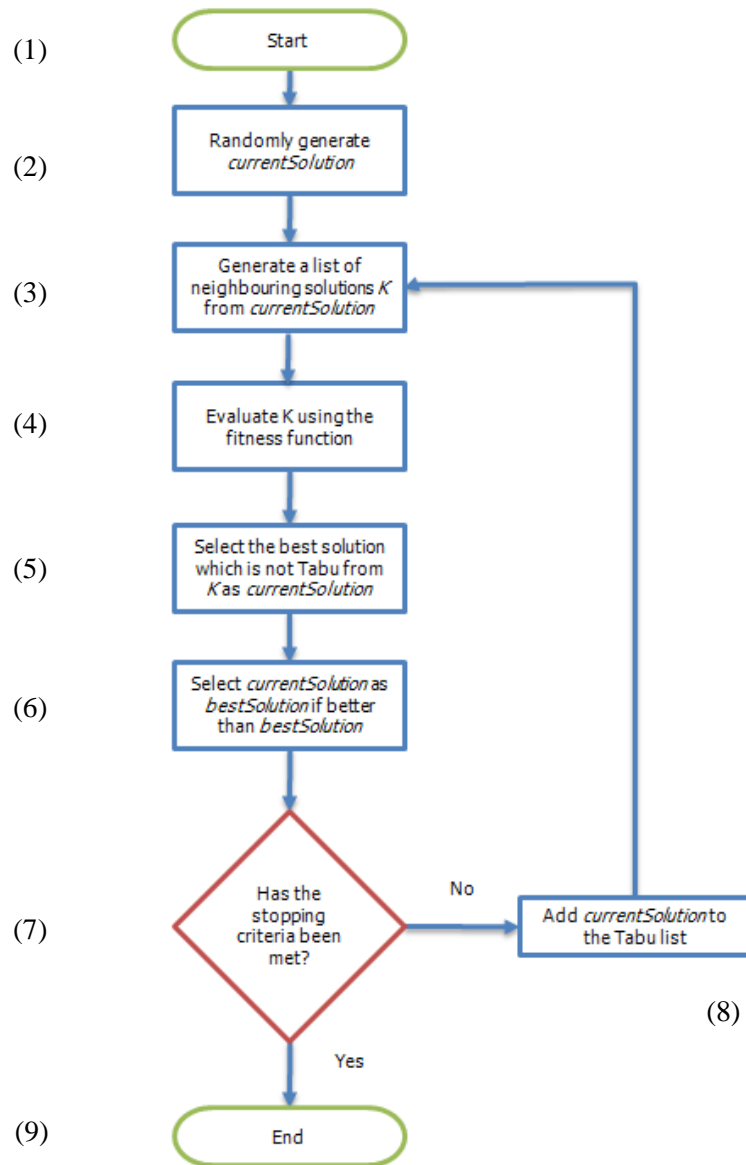 (1)
Start
(2)
Randomly generate
currentSolution
(3)
Generate a list of
neighbouring solutions K
from currentSolution
(4)
Evaluate K using the
fitness function
(5)
Select the best solution
which is not Tabu from
K as currentSolution
(6)
Select currentSolution as
bestSolution if better
than bestSolution
(7)
Has the
stopping
criteria been
met?
No
Add currentSolution to
the Tabu list
(8)
Yes
(9)
End